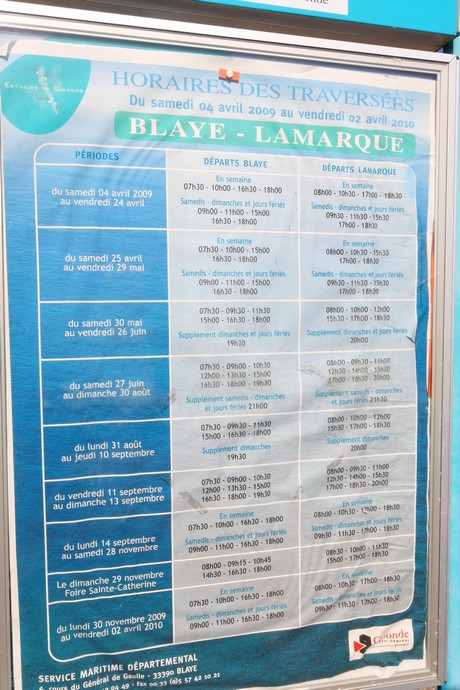 Estuaire de Gironde
HORAIRES DES TRAVERSÉES
Du samedi 04 avril 2009 au vendredi 02 avril 2010
BLAYE - LAMARQUE
PÉRIODES
DÉPARTS BLAYE
DÉPARTS LAMARQUE
du samedi 04 avril 2009
au vendredi 24 avril
En semaine
07h30 - 10h00 - 16h30 - 18h00
Samedis - dimanches et jours fériés
09h00 - 11h00 - 15h00
16h30 - 18h00
En semaine
08h00 - 10h30 - 17h00 - 18h30
Samedis - dimanches et jours fériés
09h30 - 11h30 -15h30
17h00 - 18h30
du samedi 25 avril
au vendredi 29 mai
En semaine
07h30 - 10h00 - 15h00
16h30 - 18h00
Samedis - dimanches et jours fériés
09h00 - 11h00 - 15h00
16h30 - 18h00
En semaine
08h00 - 10h30 - 15h30
17h00 - 18h30
Samedis - dimanches et jours fériés
09h30 - 11h30 - 15h30
17h00 - 18h30
du samedi 30 mai
au vendredi 26 juin
07h30 - 09h30 - 11h30
15h00 - 16h30 - 18h00
Supplément dimanches et jours fériés
19h30
08h00 - 10h00 - 12h00
15h30 - 17h00 - 18h30
Supplément dimanches et jours fériés
20h00
du samedi 27 juin
au dimanche 30 août
07h30 - 09h00 - 10h30
12h00 - 13h30 - 15h00
16h30 - 18h00 - 19h30
Supplément samedis - dimanches
et jours fériés 21h00
08h00 - 09h30 - 11h00
12h30 - 14h00 - 15h30
17h00 - 18h30 - 20h00
Supplément samedis - dimanches
et jours fériés 21h30
du lundi 31 août
au jeudi 10 septembre
07h30 - 09h30 - 11h30
15h00 - 16h30 - 18h00
Supplément dimanches
19h30
08h00 - 10h00 - 12h00
15h30 - 17h00 - 18h30
Supplément dimanches
20h00
du vendredi 11 septembre
au dimanche 13 septembre
07h30 - 09h00 - 10h30
12h00 - 13h30 - 15h00
16h30 - 18h00 - 19h30
08h00 - 09h30 - 11h00
12h30 - 14h00 - 15h30
17h00 - 18h30 - 20h00
du lundi 14 septembre
au samedi 28 novembre
En semaine
07h30 - 10h00 - 16h30 - 18h00
Samedis - dimanches et jours fériés
09h00 - 11h00 - 16h30 - 18h00
En semaine
08h00 - 10h30 - 17h00 - 18h30
Samedis - dimanches et jours fériés
09h30 - 11h30 - 17h00 - 18h30
Le dimanche 29 novembre
Foire Sainte-Catherine
08h00 - 09h15 - 10h45
14h30 - 16h30 - 18h00
08h30 - 10h00 - 11h30
15h30 - 17h00 - 18h30
du lundi 30 novembre 2009
au vendredi 02 avril 2010
En semaine
07h30 - 10h00 - 16h30 - 18h00
Samedis - dimanches et jours fériés
09h00 - 11h00 - 16h30 - 18h00
En semaine
08h00 - 10h30 - 17h00 - 18h30
Samedis - dimanches et jours fériés
09h30 - 11h30 - 17h00 - 18h30
SERVICE MARITIME DÉPARTEMENTAL
6, cours du Général de Gaulle - 33390 BLAYE
04 49 - Fax 00 33 (0)5 57 42 10 21
Gironde